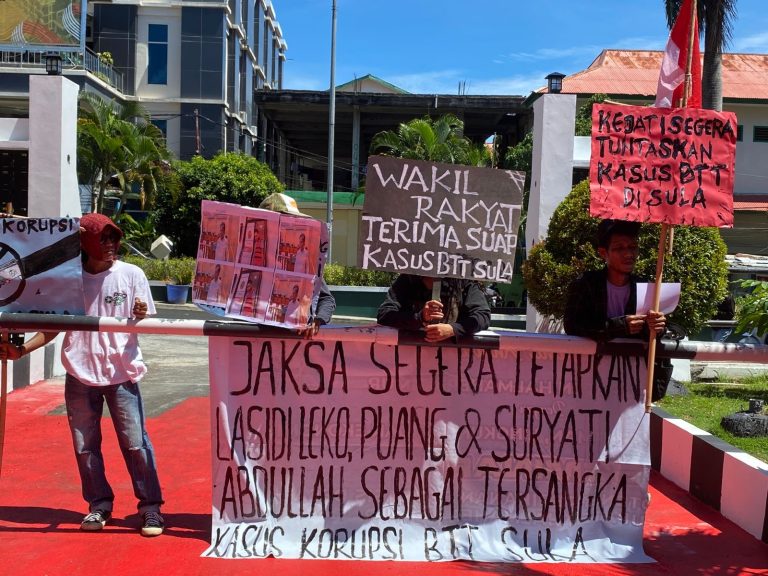 KORUPSI
WAKIL
RAKYAT
TERIMA SUAP
KASUS BTT SULA
KEJATI SEGERA
TUNTASKAN
KASUS BTT
DI SULA
JAKSA SEGERA TETAPKAN
LASIDI LEKO, PUANG & SURYATI
ABDULLAH SEBAGAI TERSANGKA
KASUS KORUPSI BTT SULA